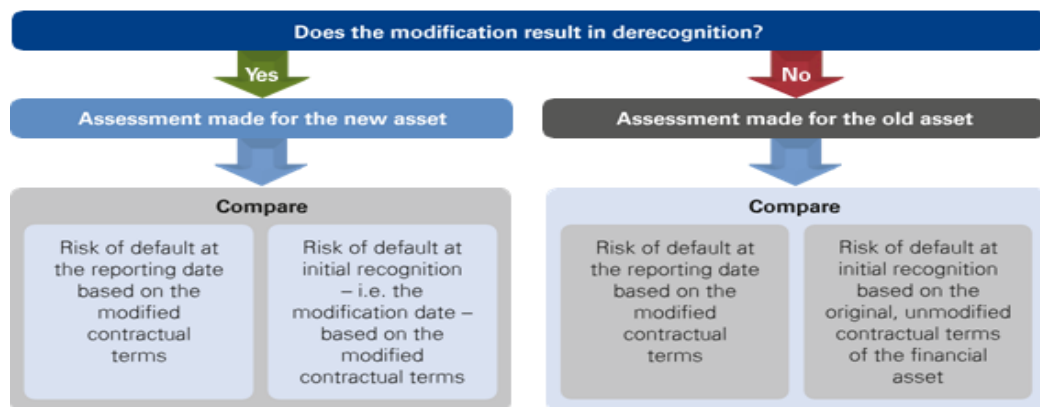 Does the modification result in derecognition?
Yes
No
Assessment made for the new asset
Assessment made for the old asset
Compare
Risk of default at
the reporting date
based on the
modified
contractual
terms
Risk of default at
initial recognition
– i.e. the
modification date –
based on the
modified
contractual terms
Compare
Risk of default at
the reporting date
based on the
modified
contractual
terms
Risk of default at
initial recognition
based on the
original, unmodified
contractual terms
of the financial
asset